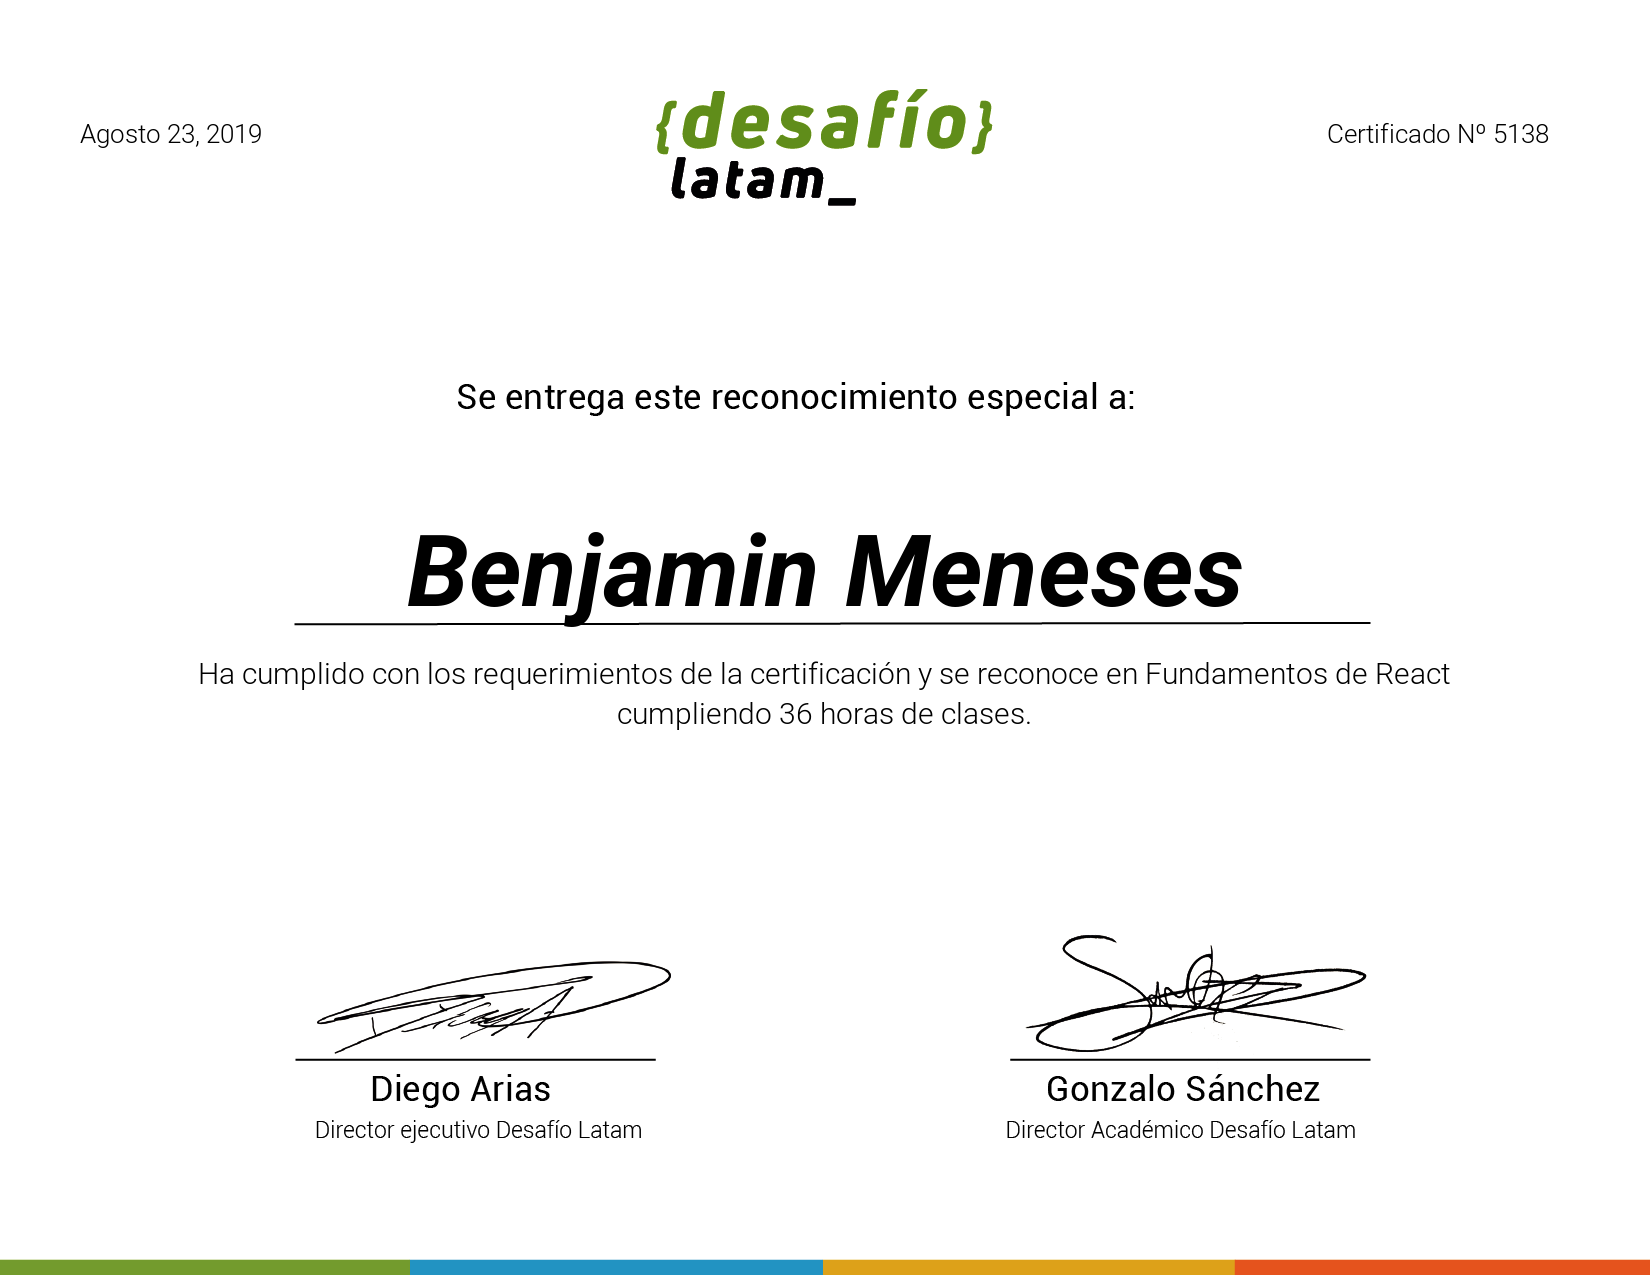 Agosto 23, 2019
{desafío}
latam_
Certificado Nº 5138
Se entrega este reconocimiento especial a:
Benjamin Meneses
Ha cumplido con los requerimientos de la certificación y se reconoce en Fundamentos de React
cumpliendo 36 horas de clases.
Diego Arias
Director ejecutivo Desafío Latam
Gonzalo Sánchez
Director Académico Desafío Latam